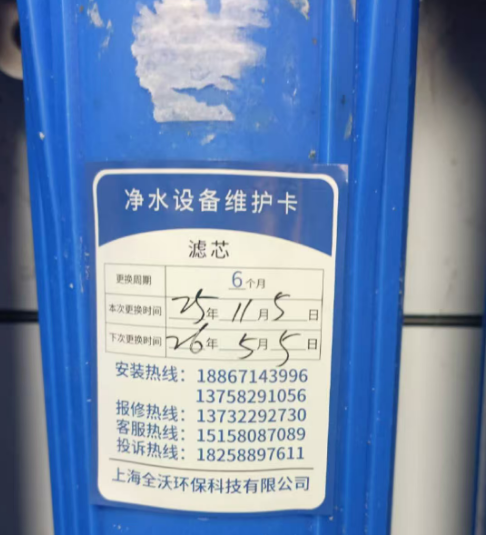 净水设备维护卡
滤芯
更换周期 6个月
本次更换时间 25年11月5日
下次更换时间 26年5月5日
安装热线：18867143996
13758291056
报修热线：13732292730
客服热线：15158087089
投诉热线：18258897611
上海全沃环保科技有限公司